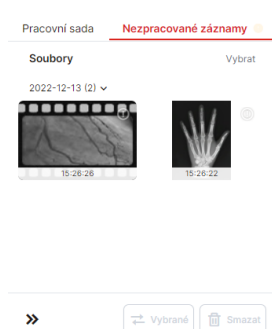 Pracovní sada Nezpracované záznamy
Soubory Vybrat
2022-12-13 (2)
15:26:26 15:26:22
Vybrané Smazat